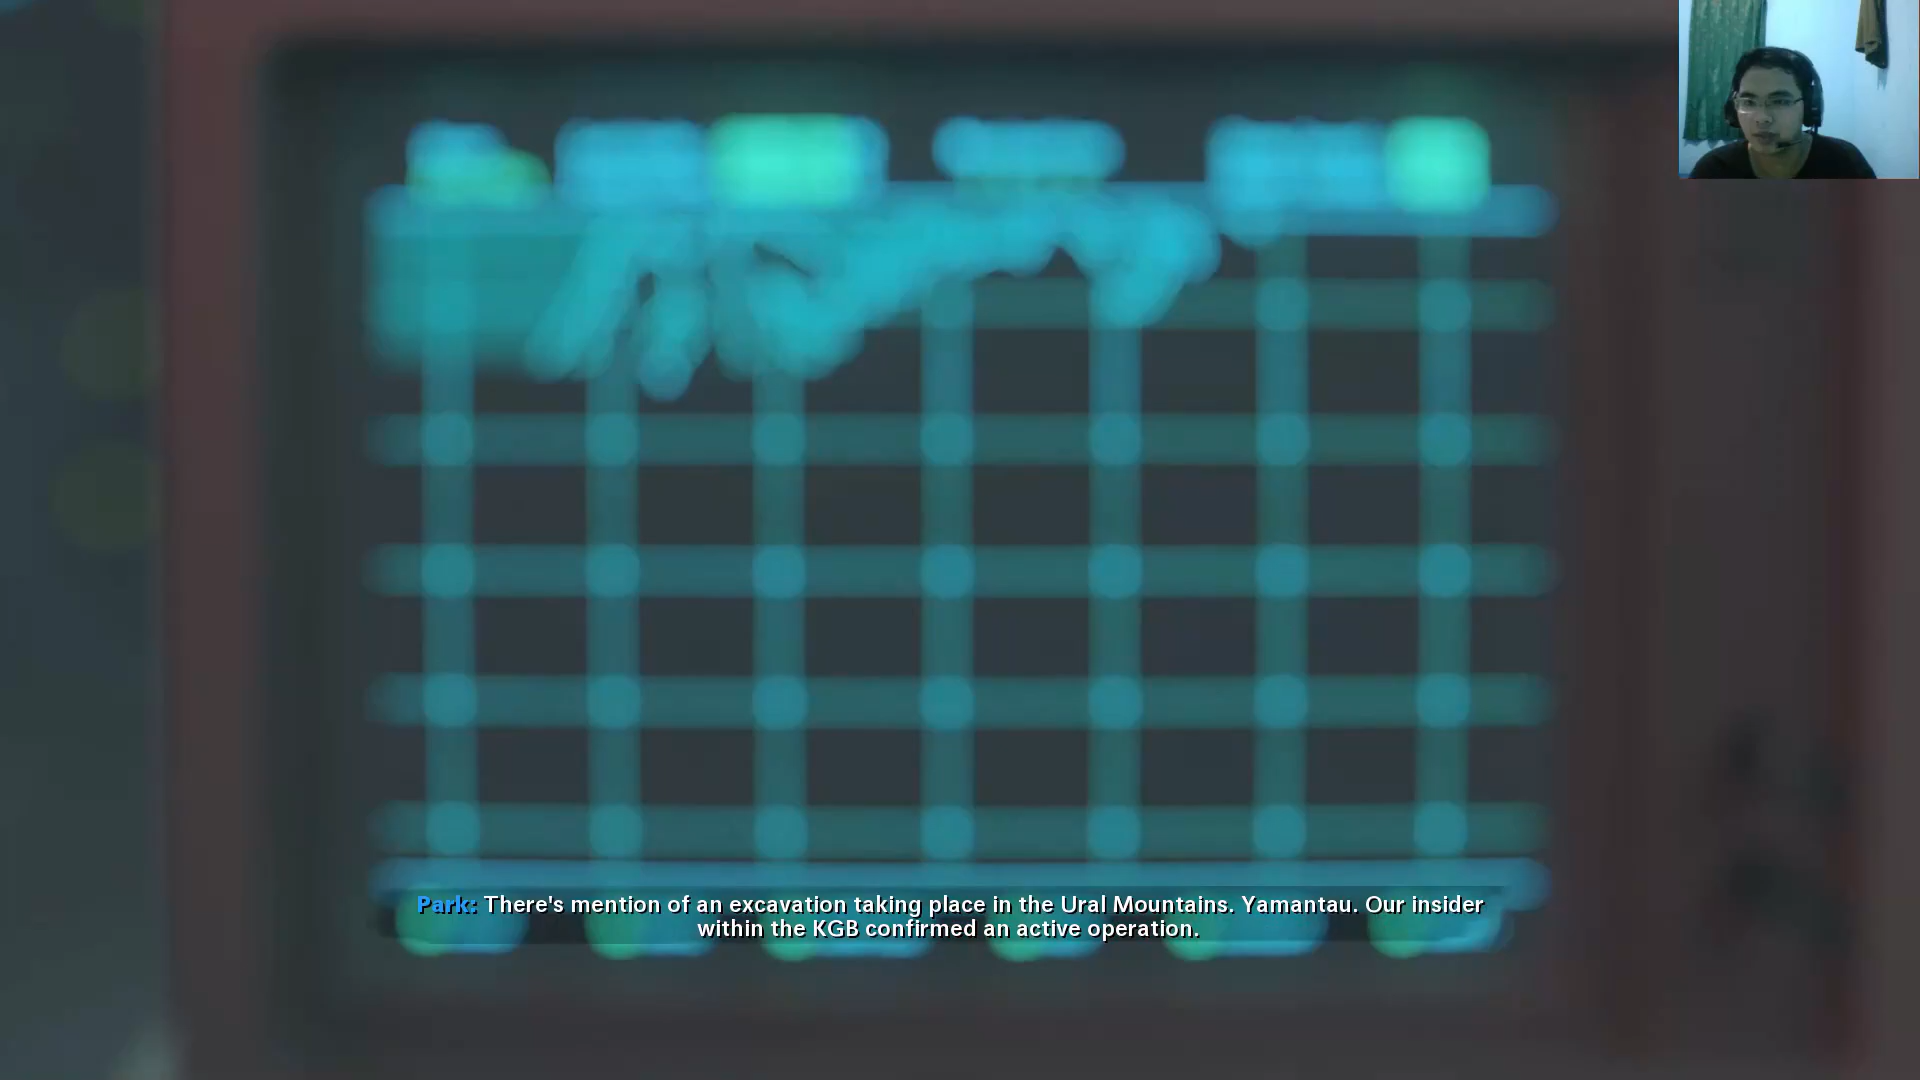 Park: There's mention of an excavation taking place in the Ural Mountains. Yamantau. Our insider
within the KGB confirmed an active operation.